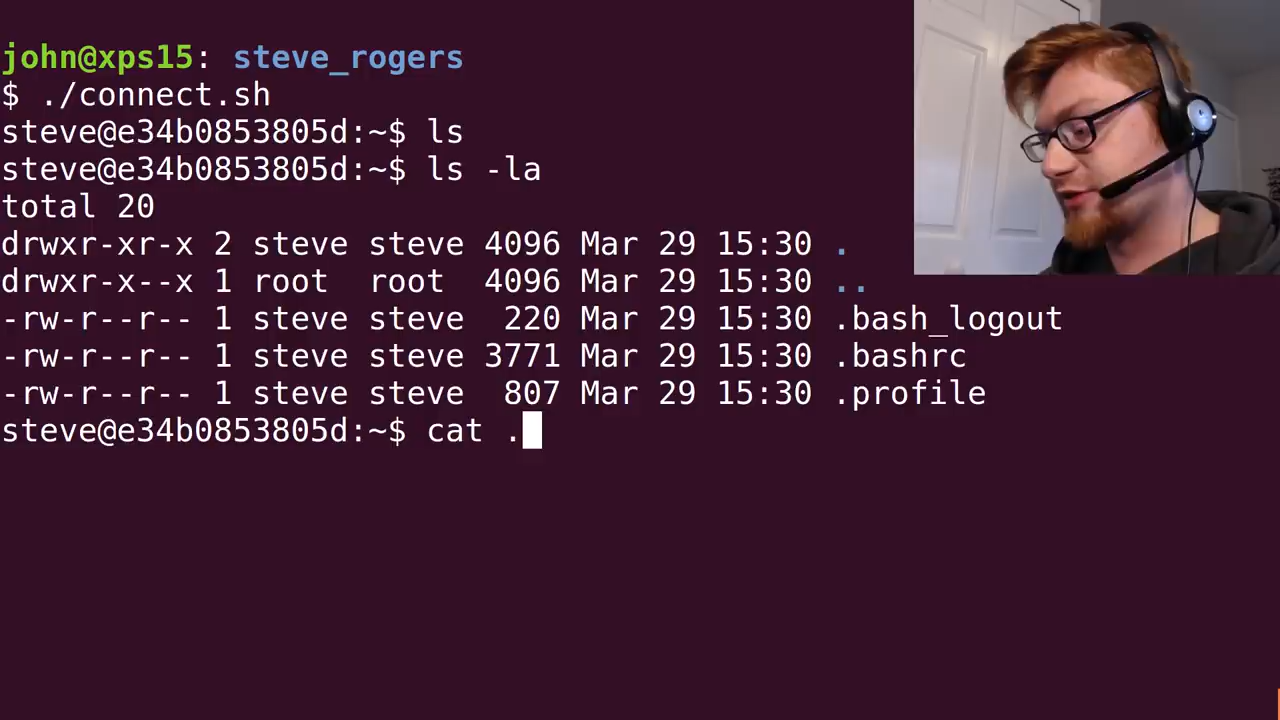 john@xps15: steve_rogers
$ ./connect.sh
steve@e34b0853805d:~$ ls
steve@e34b0853805d:~$ ls -la
total 20
drwxr-xr-x 2 steve steve 4096 Mar 29 15:30 .
drwxr-x--x 1 root  root  4096 Mar 29 15:30 ..
-rw-r--r-- 1 steve steve  220 Mar 29 15:30 .bash_logout
-rw-r--r-- 1 steve steve 3771 Mar 29 15:30 .bashrc
-rw-r--r-- 1 steve steve  807 Mar 29 15:30 .profile
steve@e34b0853805d:~$ cat .